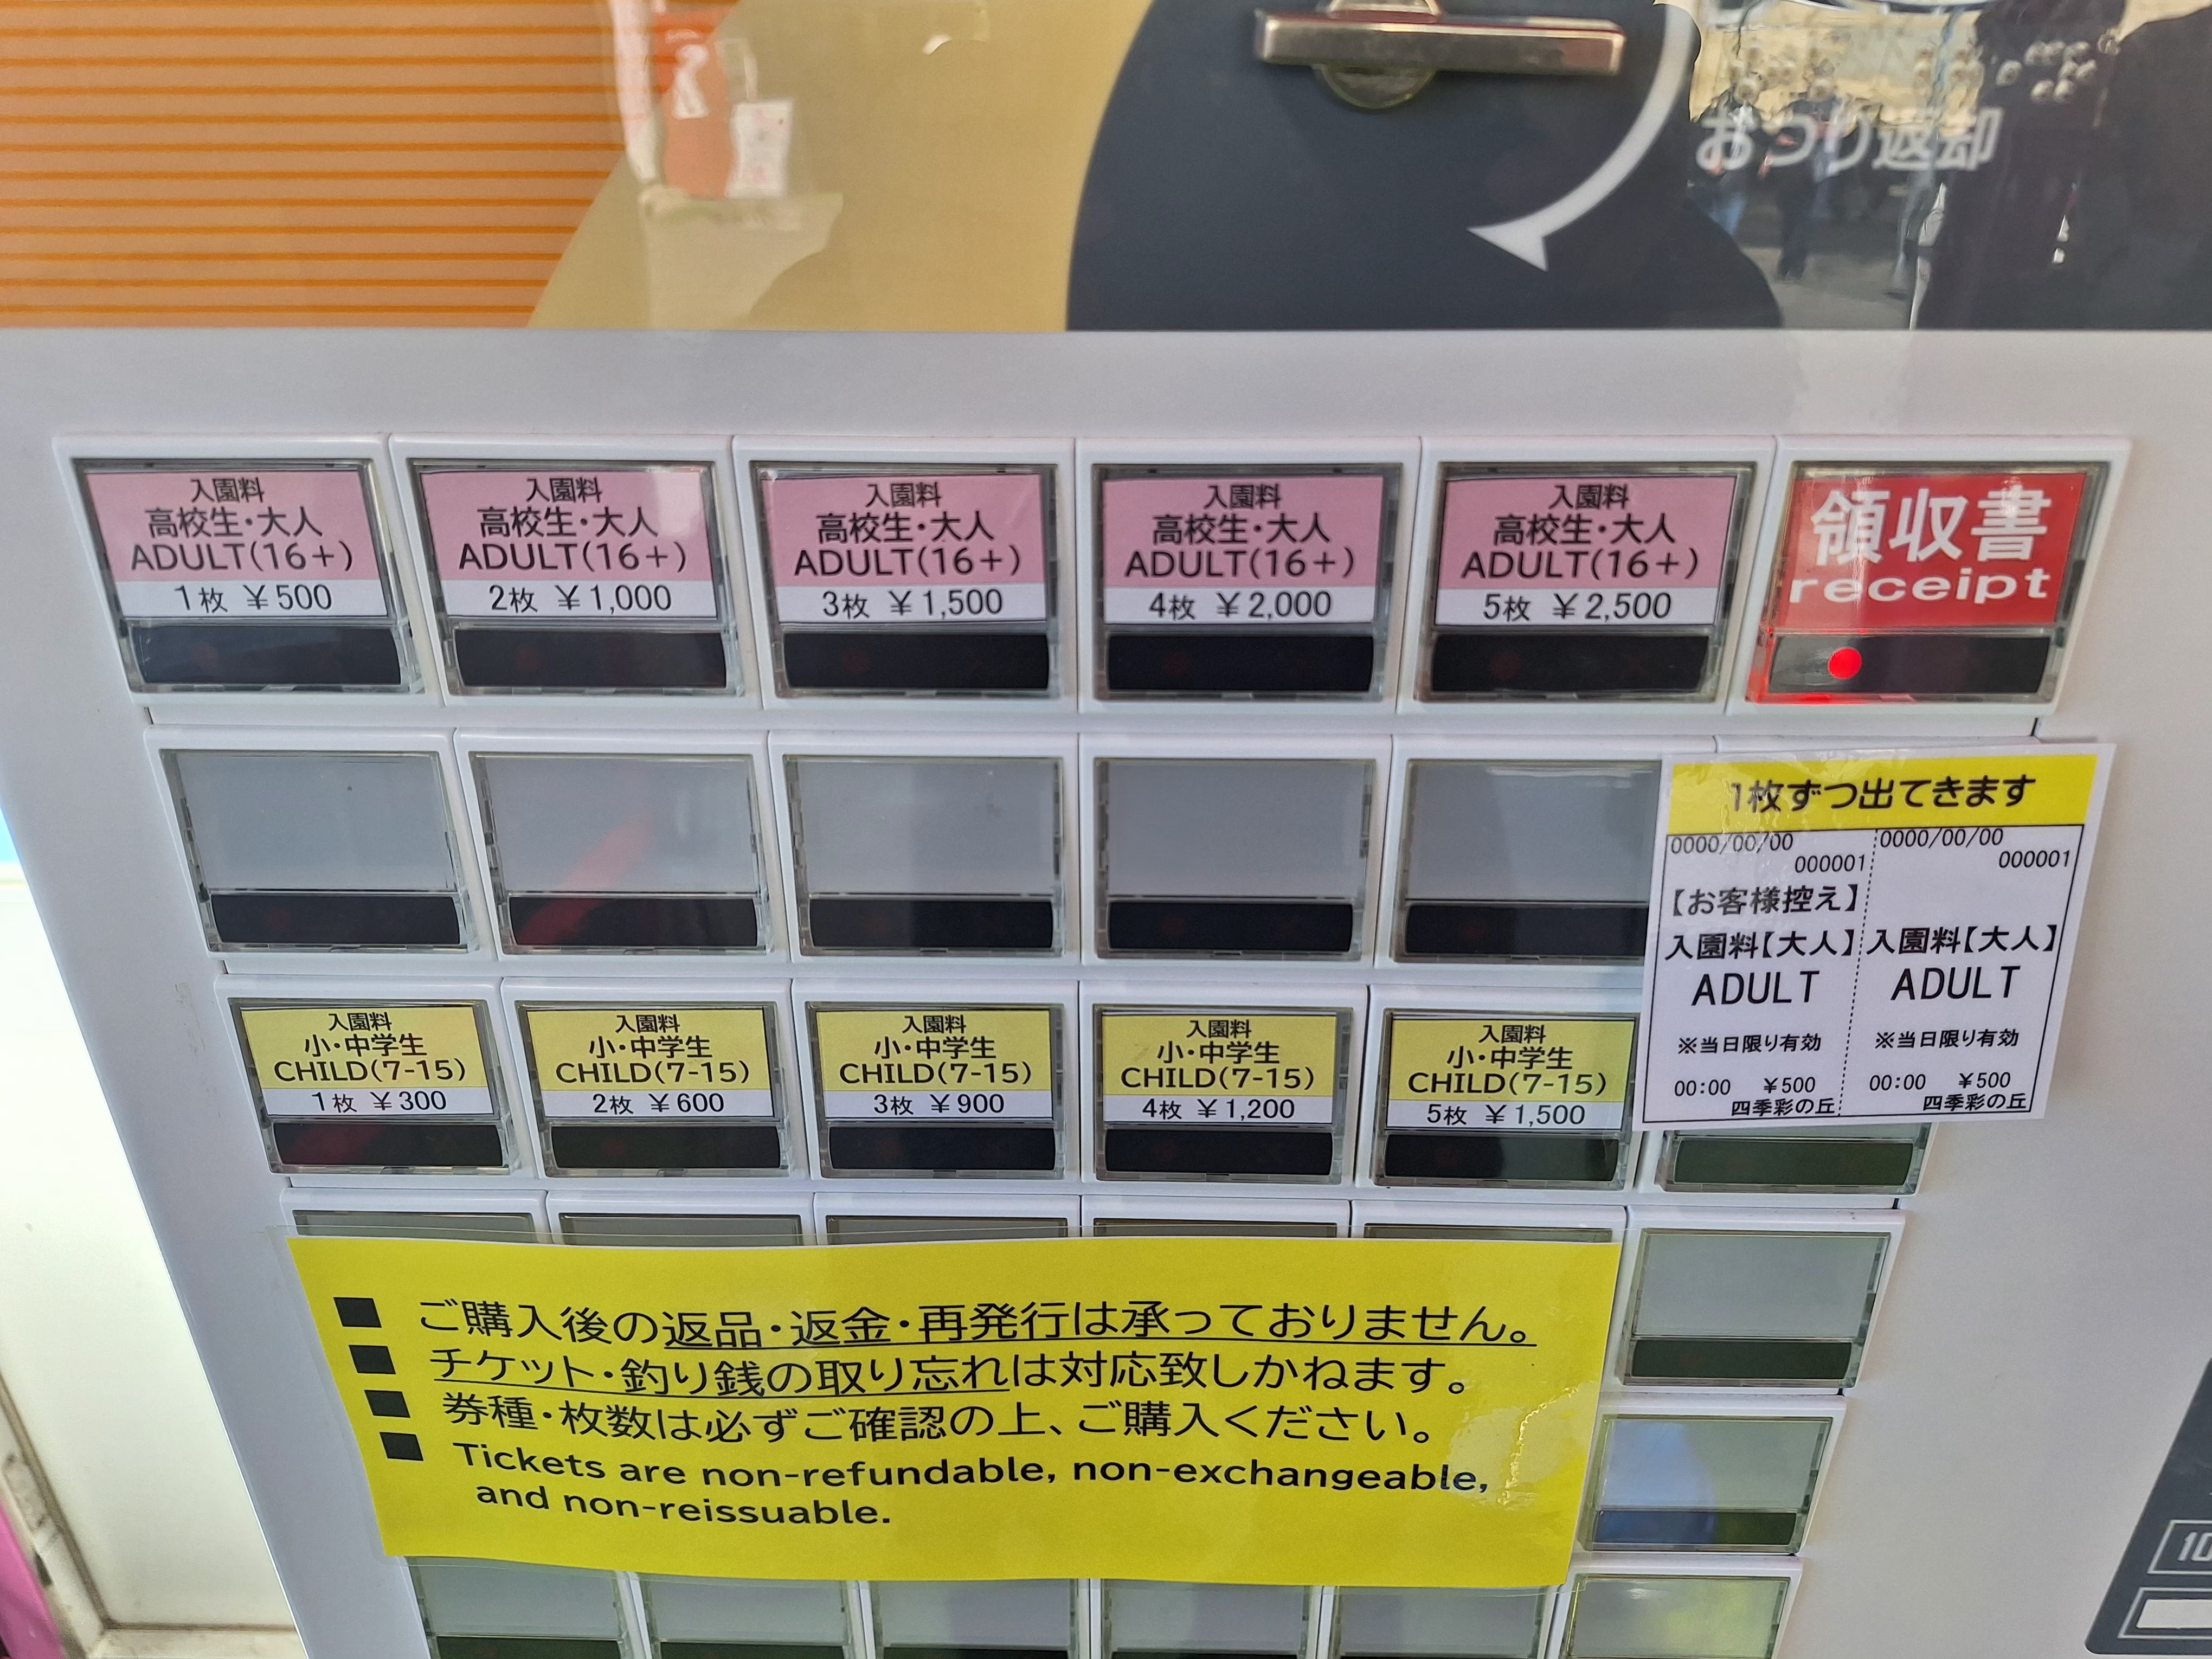 おつり返却
入園料
高校生・大人
ADULT(16+)
1枚 ¥500
入園料
高校生・大人
ADULT(16+)
2枚 ¥1,000
入園料
高校生・大人
ADULT(16+)
3枚 ¥1,500
入園料
高校生・大人
ADULT(16+)
4枚 ¥2,000
入園料
高校生・大人
ADULT(16+)
5枚 ¥2,500
領収書
receipt
1枚ずつ出てきます
0000/00/00
000001
【お客様控え】
入園料【大人】
ADULT
※当日限り有効
00:00 ¥500
四季彩の丘
0000/00/00
000001
入園料【大人】
ADULT
※当日限り有効
00:00 ¥500
四季彩の丘
入園料
小・中学生
CHILD(7-15)
1枚 ¥300
入園料
小・中学生
CHILD(7-15)
2枚 ¥600
入園料
小・中学生
CHILD(7-15)
3枚 ¥900
入園料
小・中学生
CHILD(7-15)
4枚 ¥1,200
入園料
小・中学生
CHILD(7-15)
5枚 ¥1,500
■ ご購入後の返品・返金・再発行は承っておりません。
■ チケット・釣り銭の取り忘れは対応致しかねます。
■ 券種・枚数は必ずご確認の上、ご購入ください。
■ Tickets are non-refundable, non-exchangeable,
and non-reissuable.